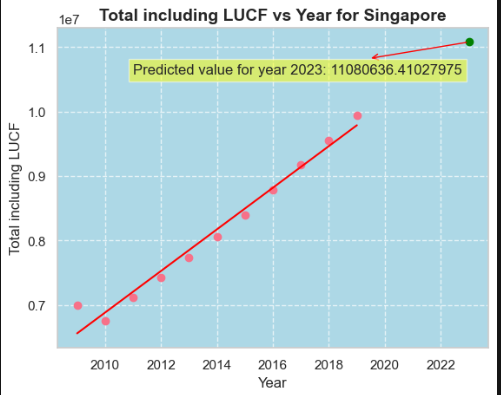 Total including LUCF vs Year for Singapore
1e7
1.1
Predicted value for year 2023: 11080636.41027975
1.0
0.9
0.8
0.7
Total including LUCF
2010 2012 2014 2016 2018 2020 2022
Year